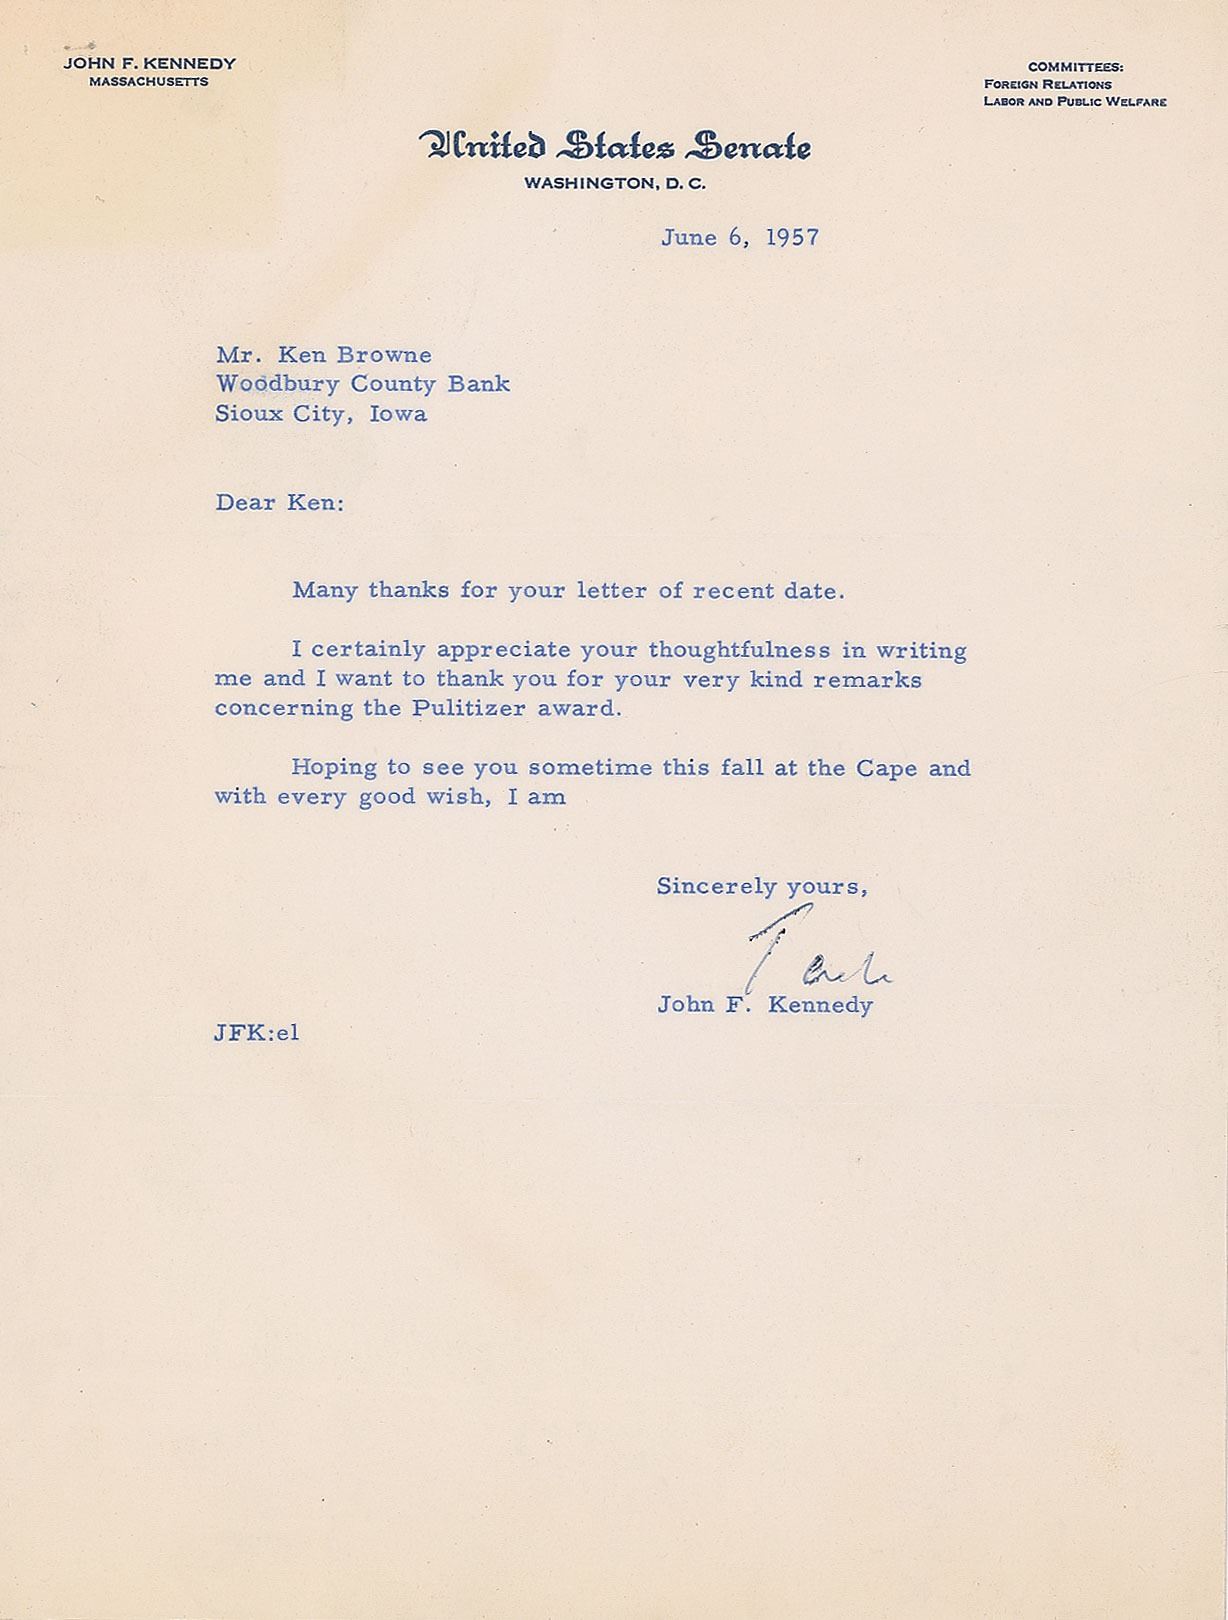 JOHN F. KENNEDY
MASSACHUSETTS
COMMITTEES:
FOREIGN RELATIONS
LABOR AND PUBLIC WELFARE
United States Senate
WASHINGTON, D. C.
June 6, 1957
Mr. Ken Browne
Woodbury County Bank
Sioux City, Iowa
Dear Ken:
Many thanks for your letter of recent date.
I certainly appreciate your thoughtfulness in writing
me and I want to thank you for your very kind remarks
concerning the Pulitizer award.
Hoping to see you sometime this fall at the Cape and
with every good wish, I am
Sincerely yours,
Jack
John F. Kennedy
JFK:el